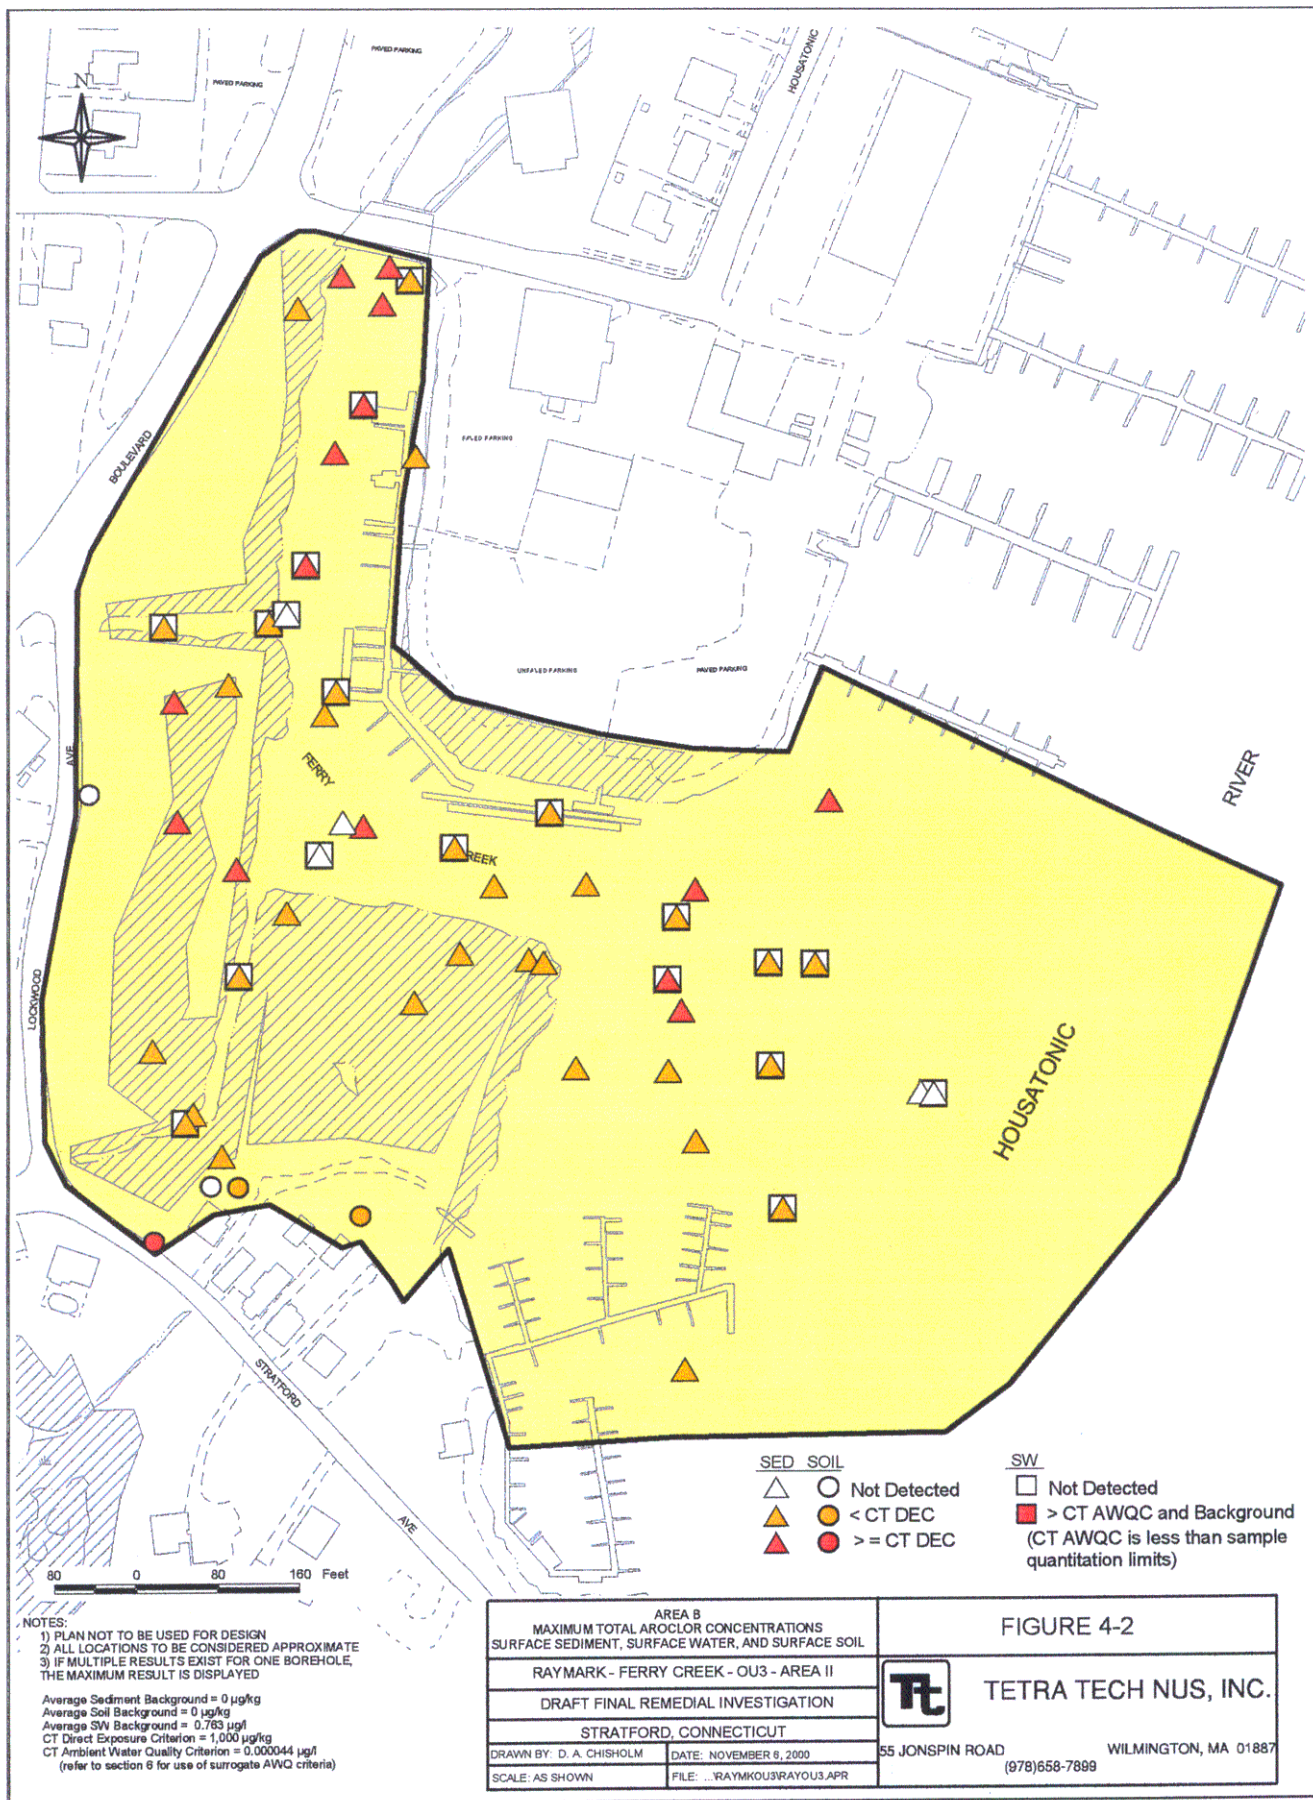 PAVED PARKING
PAVED PARKING
N
HOUSATONIC
BOULEVARD
PARKING
UNPAVED PARKING
PAVED PARKING
AVE
FERRY
CREEK
RIVER
LOCKWOOD
HOUSATONIC
STRATFORD
AVE
SED SOIL
Not Detected
< CT DEC
> = CT DEC
SW
Not Detected
> CT AWQC and Background
(CT AWQC is less than sample
quantitation limits)
80 0 80 160 Feet
NOTES:
1) PLAN NOT TO BE USED FOR DESIGN
2) ALL LOCATIONS TO BE CONSIDERED APPROXIMATE
3) IF MULTIPLE RESULTS EXIST FOR ONE BOREHOLE,
THE MAXIMUM RESULT IS DISPLAYED
Average Sediment Background = 0 µg/kg
Average Soil Background = 0 µg/kg
Average SW Background = 0.763 µg/l
CT Direct Exposure Criterion = 1,000 µg/kg
CT Ambient Water Quality Criterion = 0.000044 µg/l
(refer to section 6 for use of surrogate AWQ criteria)
AREA B
MAXIMUM TOTAL AROCLOR CONCENTRATIONS
SURFACE SEDIMENT, SURFACE WATER, AND SURFACE SOIL
RAYMARK - FERRY CREEK - OU3 - AREA II
DRAFT FINAL REMEDIAL INVESTIGATION
STRATFORD, CONNECTICUT
DRAWN BY: D. A. CHISHOLM
DATE: NOVEMBER 6, 2000
SCALE: AS SHOWN
FILE: ...\RAYMKOU3\RAYOU3.APR
FIGURE 4-2
Tt
TETRA TECH NUS, INC.
55 JONSPIN ROAD
WILMINGTON, MA 01887
(978)658-7899